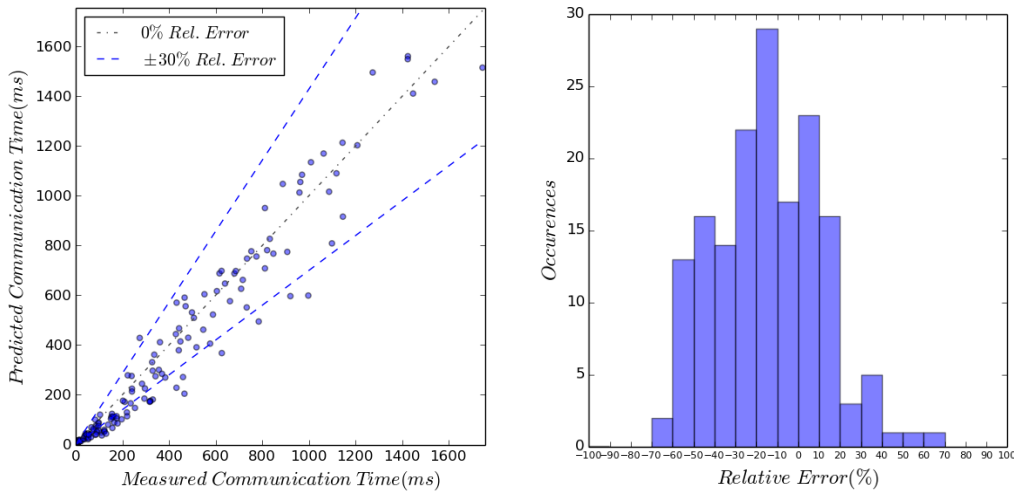 0% Rel. Error
±30% Rel. Error
Predicted Communication Time(ms)
1600
1400
1200
1000
800
600
400
200
0
0 200 400 600 800 1000 1200 1400 1600
Measured Communication Time(ms)
Occurences
30
25
20
15
10
5
0
−100 −90 −80 −70 −60 −50 −40 −30 −20 −10 0 10 20 30 40 50 60 70 80 90 100
Relative Error(%)